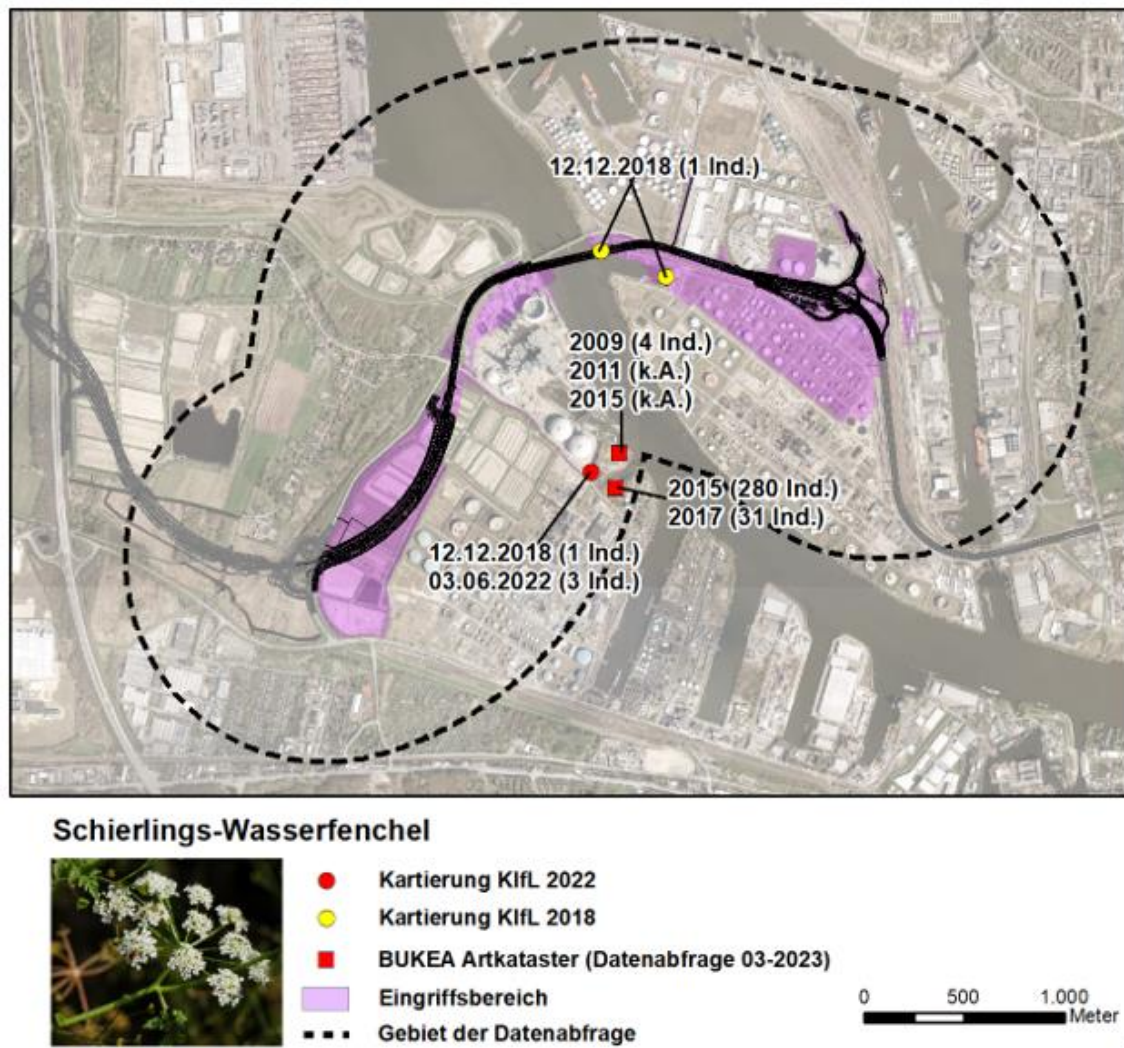 12.12.2018 (1 Ind.)
2009 (4 Ind.)
2011 (k.A.)
2015 (k.A.)
2015 (280 Ind.)
2017 (31 Ind.)
12.12.2018 (1 Ind.)
03.06.2022 (3 Ind.)
Schierlings-Wasserfenchel
Kartierung KIfL 2022
Kartierung KIfL 2018
BUKEA Artkataster (Datenabfrage 03-2023)
Eingriffsbereich
Gebiet der Datenabfrage
0 500 1.000
Meter